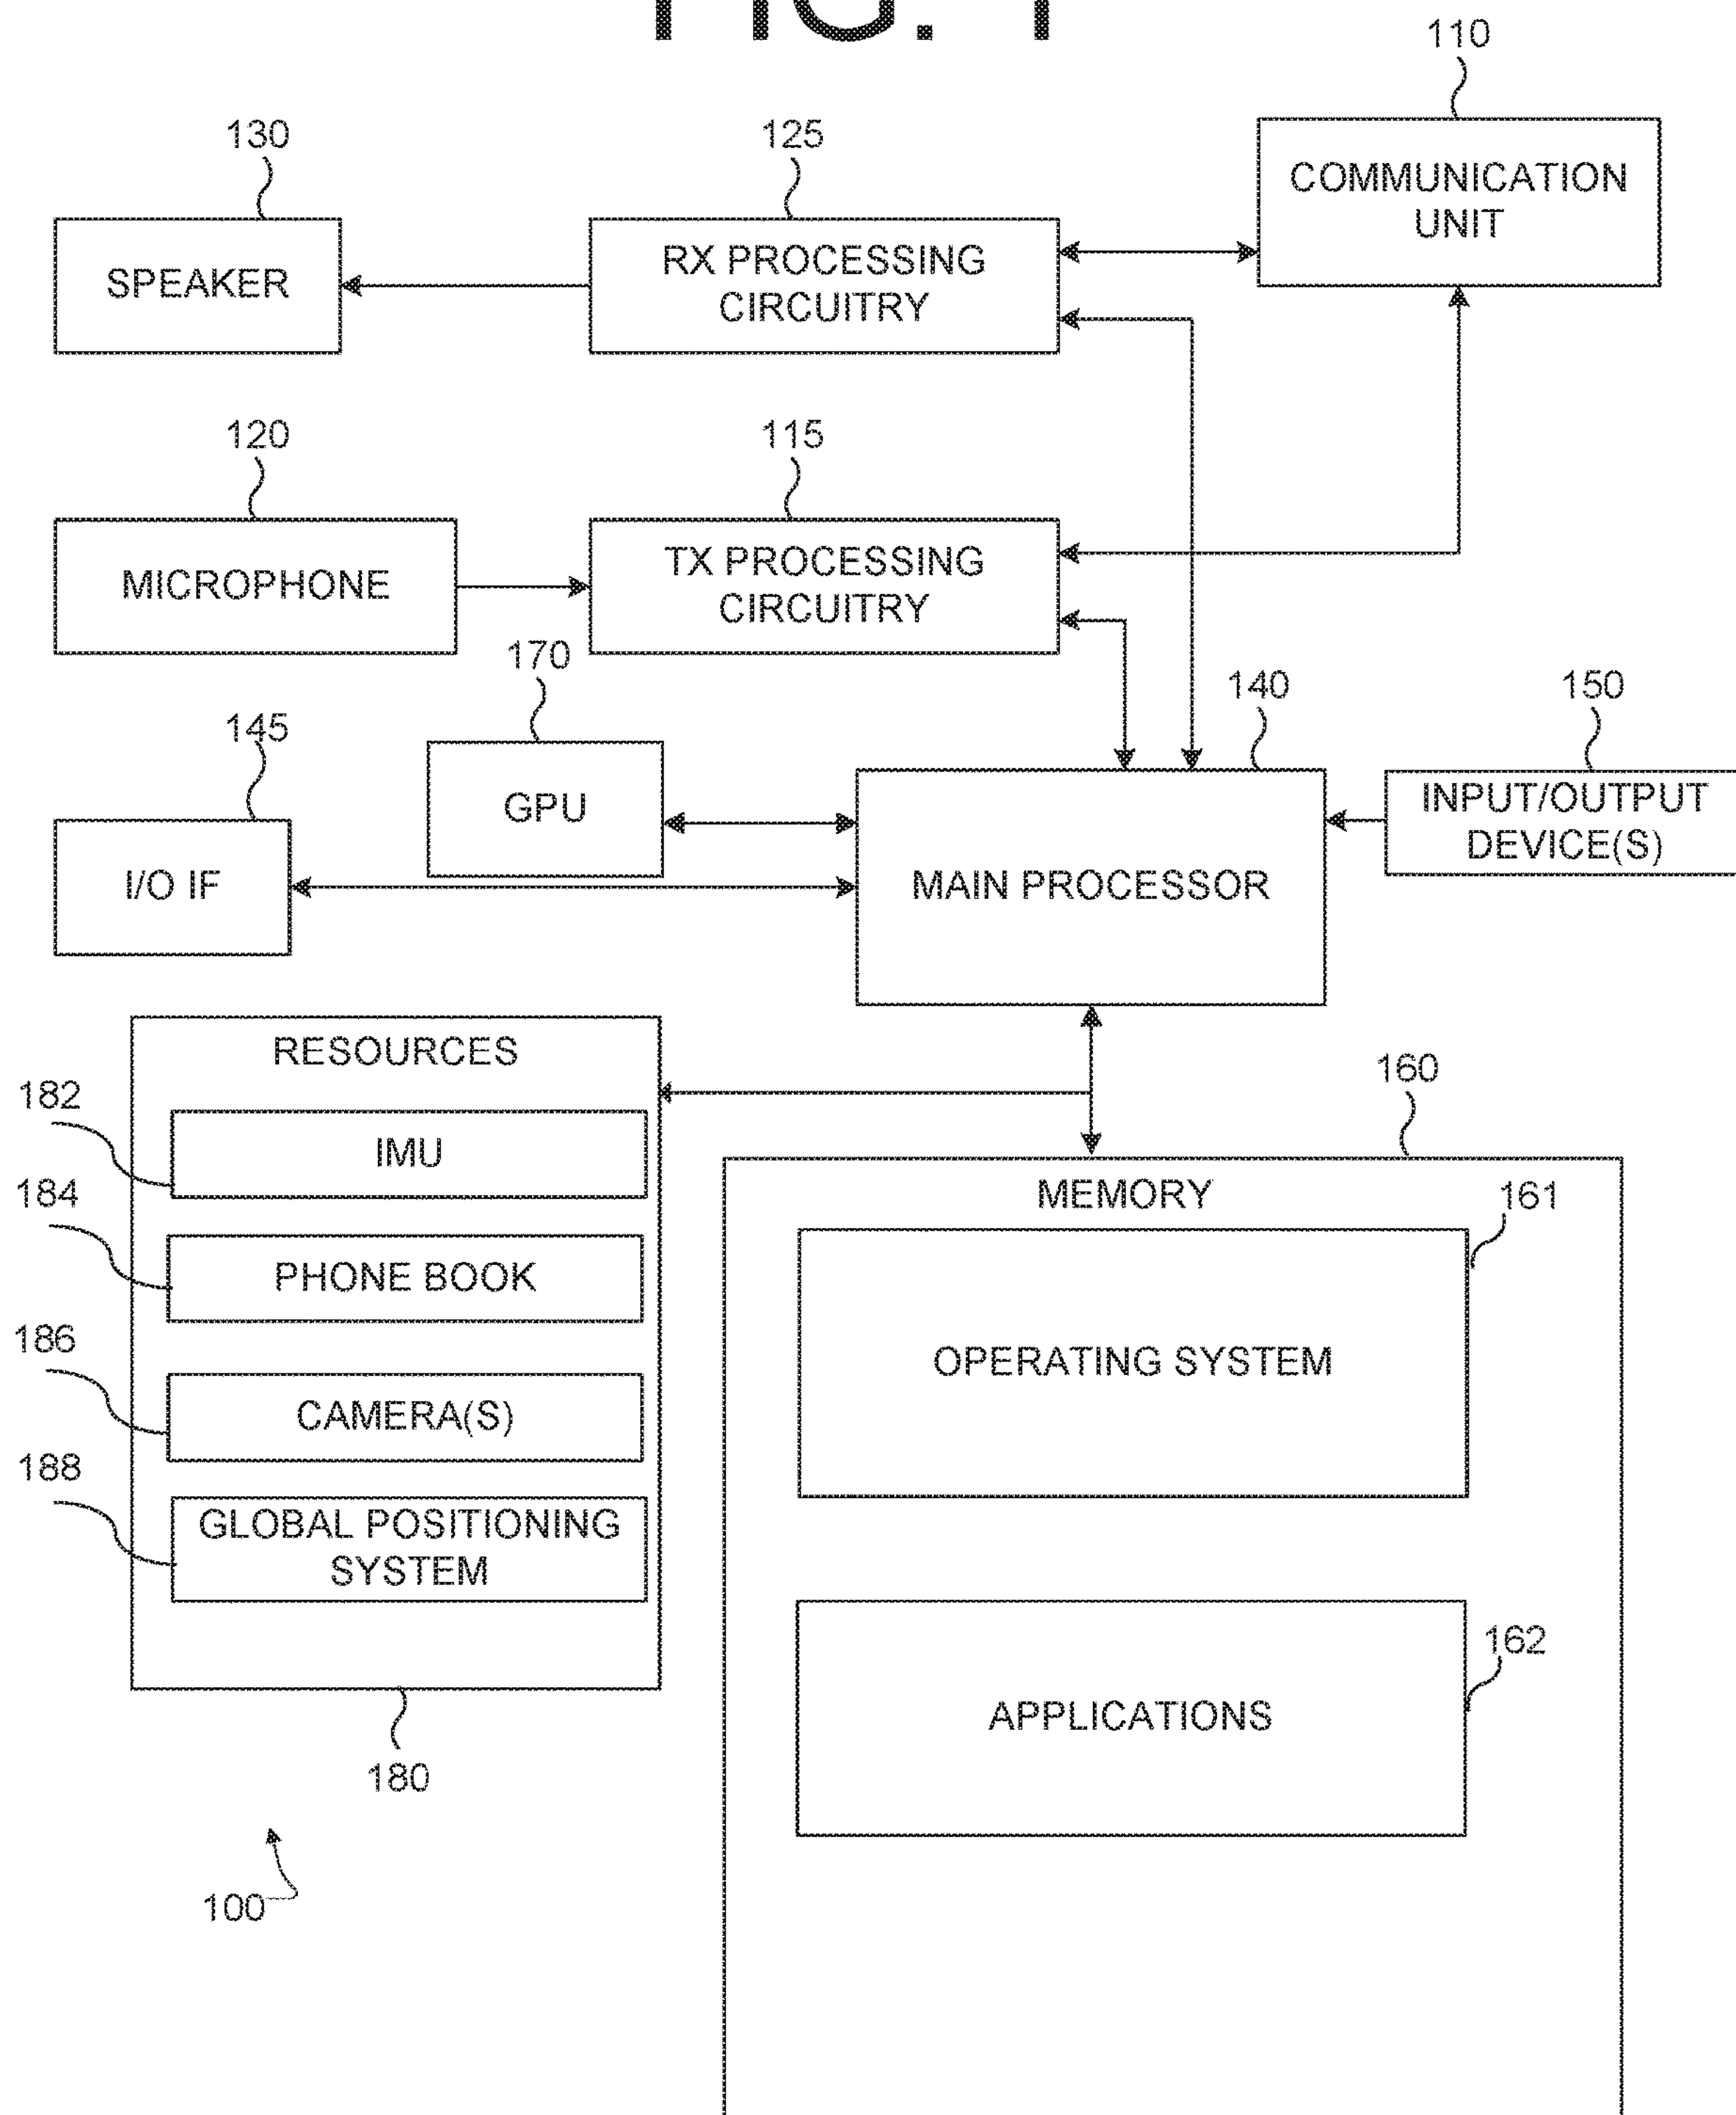 FIG. 1
110
130
125
COMMUNICATION
UNIT
SPEAKER
RX PROCESSING
CIRCUITRY
120
115
MICROPHONE
TX PROCESSING
CIRCUITRY
170
140
150
145
GPU
INPUT/OUTPUT
DEVICE(S)
I/O IF
MAIN PROCESSOR
RESOURCES
160
182
IMU
MEMORY
161
184
PHONE BOOK
OPERATING SYSTEM
186
CAMERA(S)
188
GLOBAL POSITIONING
SYSTEM
162
APPLICATIONS
180
100